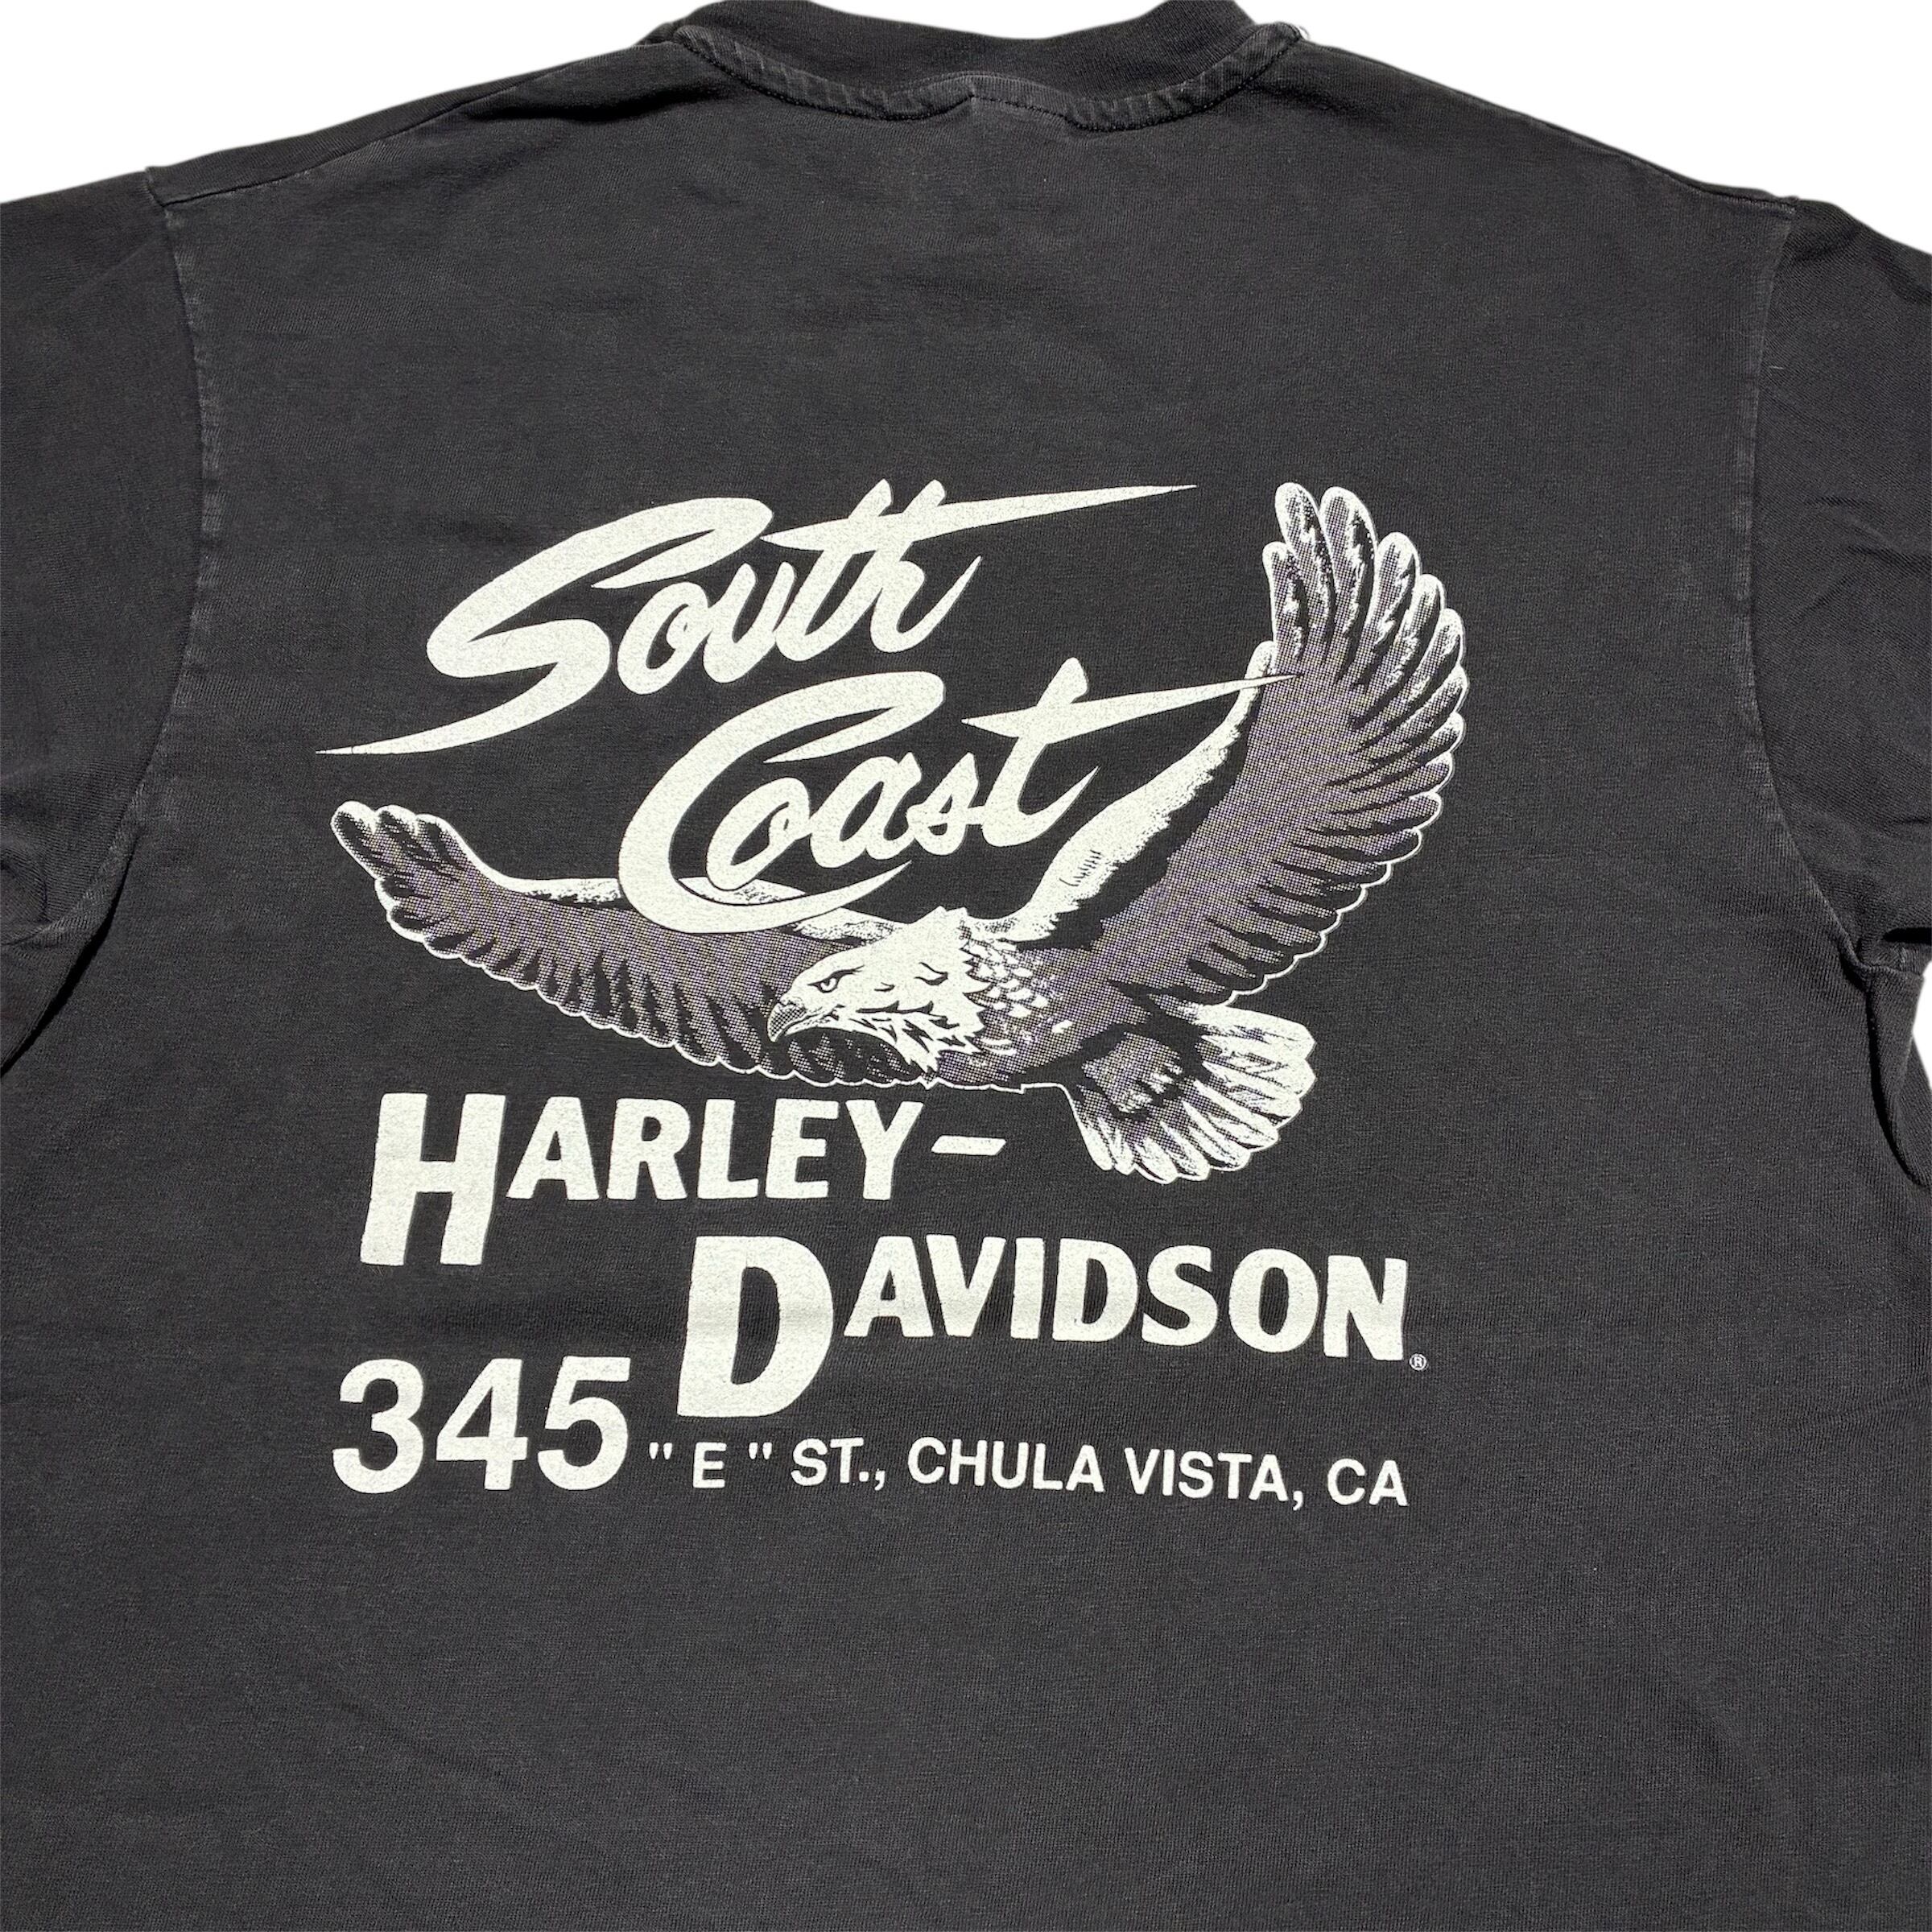 South
Coast
HARLEY-
DAVIDSON®
345 "E" ST., CHULA VISTA, CA